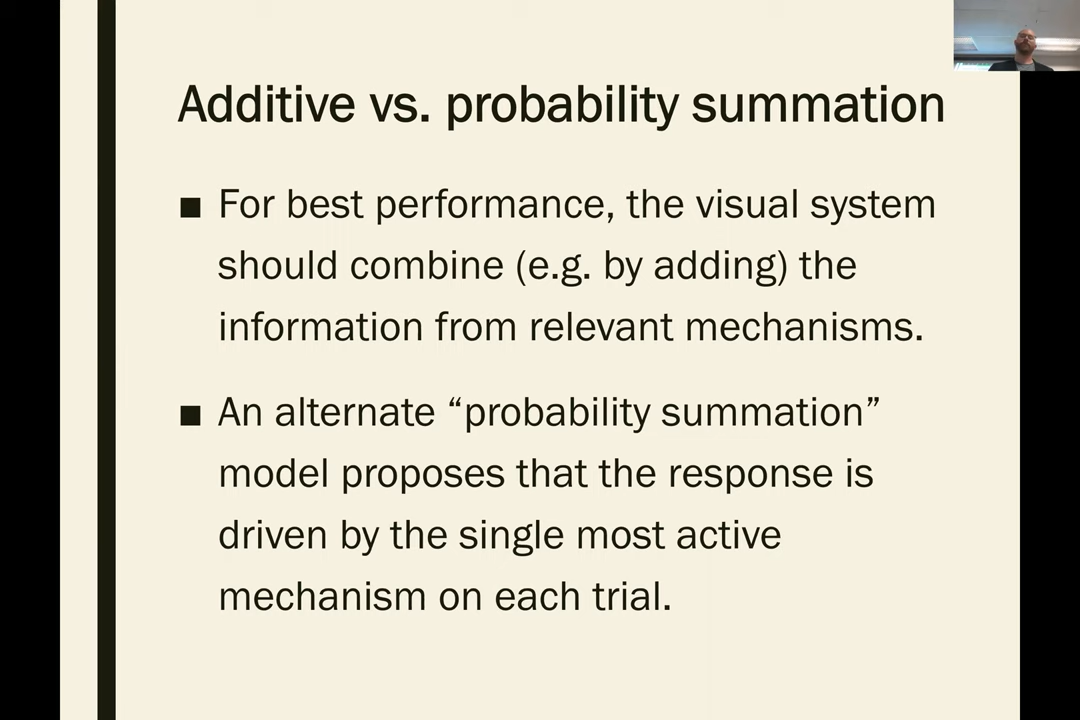 Additive vs. probability summation
■ For best performance, the visual system
should combine (e.g. by adding) the
information from relevant mechanisms.
■ An alternate “probability summation”
model proposes that the response is
driven by the single most active
mechanism on each trial.